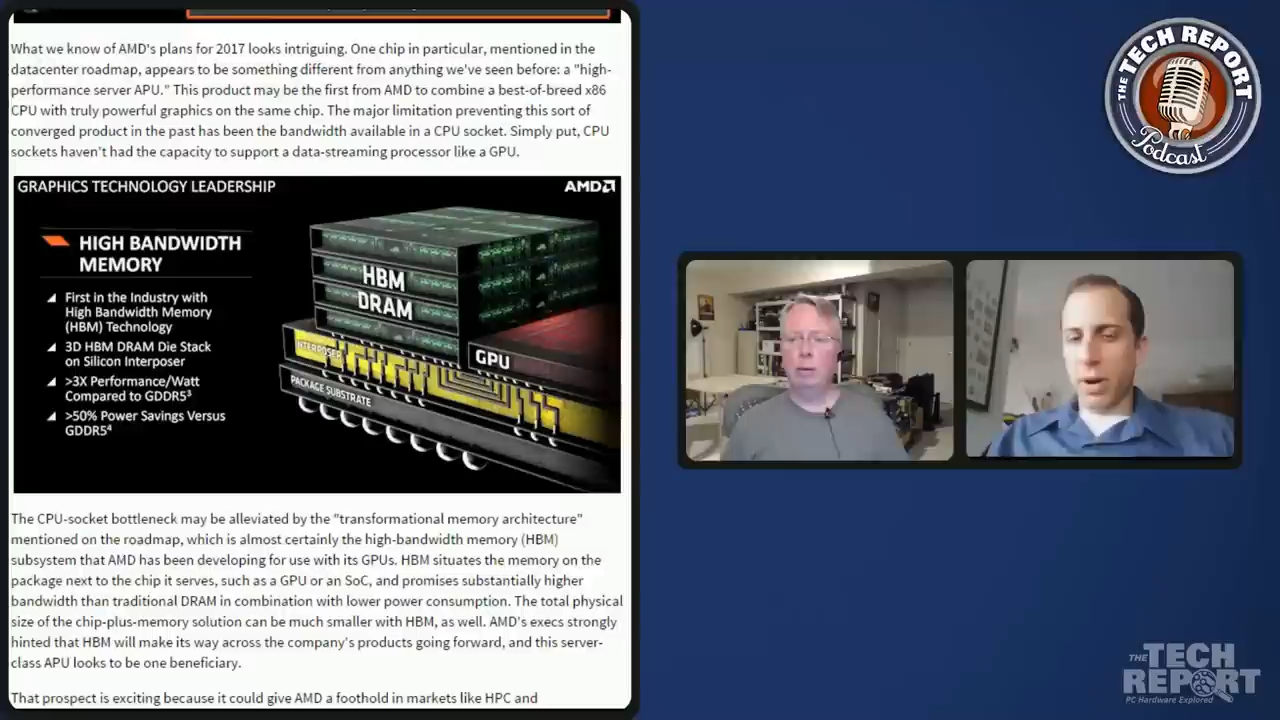 What we know of AMD's plans for 2017 looks intriguing. One chip in particular, mentioned in the
datacenter roadmap, appears to be something different from anything we've seen before: a "high-
performance server APU." This product may be the first from AMD to combine a best-of-breed x86
CPU with truly powerful graphics on the same chip. The major limitation preventing this sort of
converged product in the past has been the bandwidth available in a CPU socket. Simply put, CPU
sockets haven't had the capacity to support a data-streaming processor like a GPU.
GRAPHICS TECHNOLOGY LEADERSHIP
AMD
HIGH BANDWIDTH
MEMORY
First in the Industry with
High Bandwidth Memory
(HBM) Technology
3D HBM DRAM Die Stack
on Silicon Interposer
>3X Performance/Watt
Compared to GDDR5³
>50% Power Savings Versus
GDDR5⁴
HBM
DRAM
INTERPOSER
GPU
PACKAGE SUBSTRATE
The CPU-socket bottleneck may be alleviated by the "transformational memory architecture"
mentioned on the roadmap, which is almost certainly the high-bandwidth memory (HBM)
subsystem that AMD has been developing for use with its GPUs. HBM situates the memory on the
package next to the chip it serves, such as a GPU or an SoC, and promises substantially higher
bandwidth than traditional DRAM in combination with lower power consumption. The total physical
size of the chip-plus-memory solution can be much smaller with HBM, as well. AMD's execs strongly
hinted that HBM will make its way across the company's products going forward, and this server-
class APU looks to be one beneficiary.
That prospect is exciting because it could give AMD a foothold in markets like HPC and
THE TECH REPORT
Podcast
THE
TECH
REPORT
PC Hardware Explored